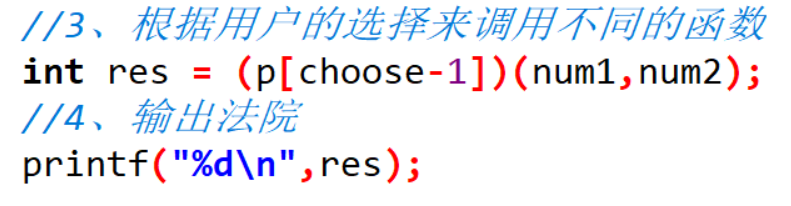 //3、根据用户的选择来调用不同的函数
int res = (p[choose-1])(num1,num2);
//4、输出法院
printf("%d\n",res);